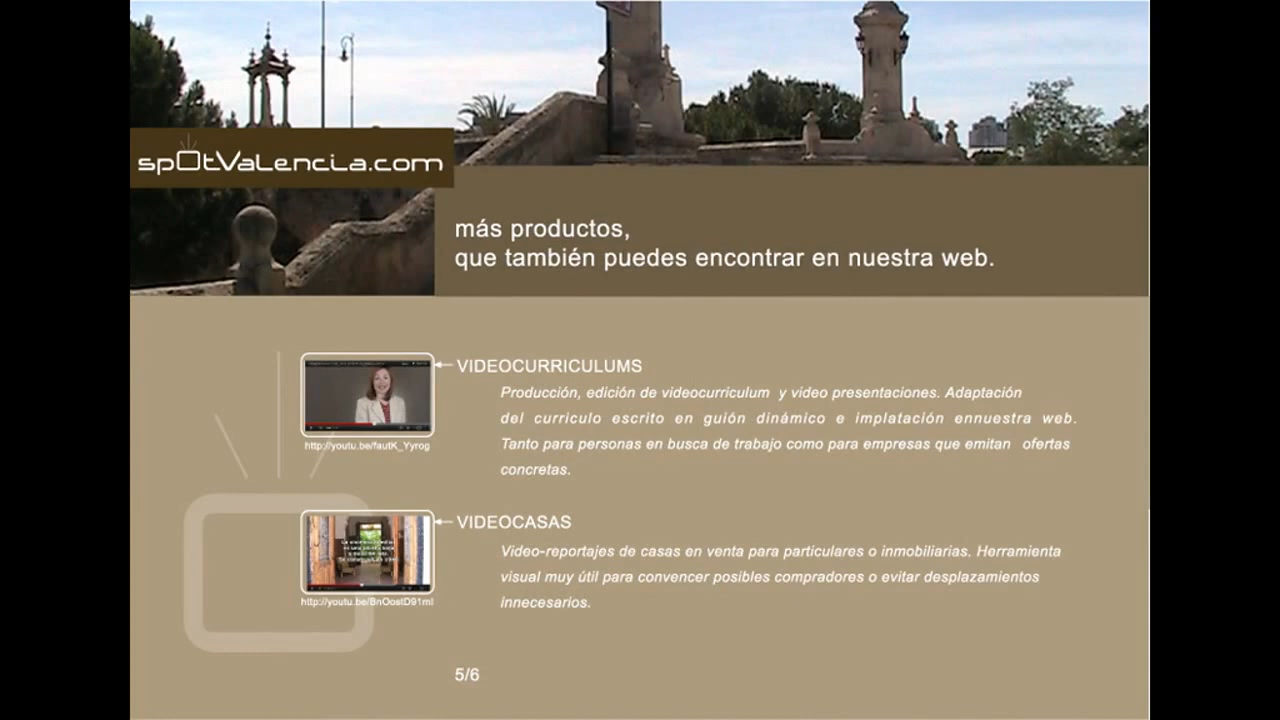 spOtValencia.com
más productos,
que también puedes encontrar en nuestra web.
VIDEOCURRICULUMS
Producción, edición de videocurriculum y video presentaciones. Adaptación
del curriculo escrito en guión dinámico e implatación ennuestra web.
Tanto para personas en busca de trabajo como para empresas que emitan ofertas
concretas.
http://youtu.be/fautK_Yyrog
VIDEOCASAS
Video-reportajes de casas en venta para particulares o inmobiliarias. Herramienta
visual muy útil para convencer posibles compradores o evitar desplazamientos
innecesarios.
http://youtu.be/BnOostD91mI
5/6